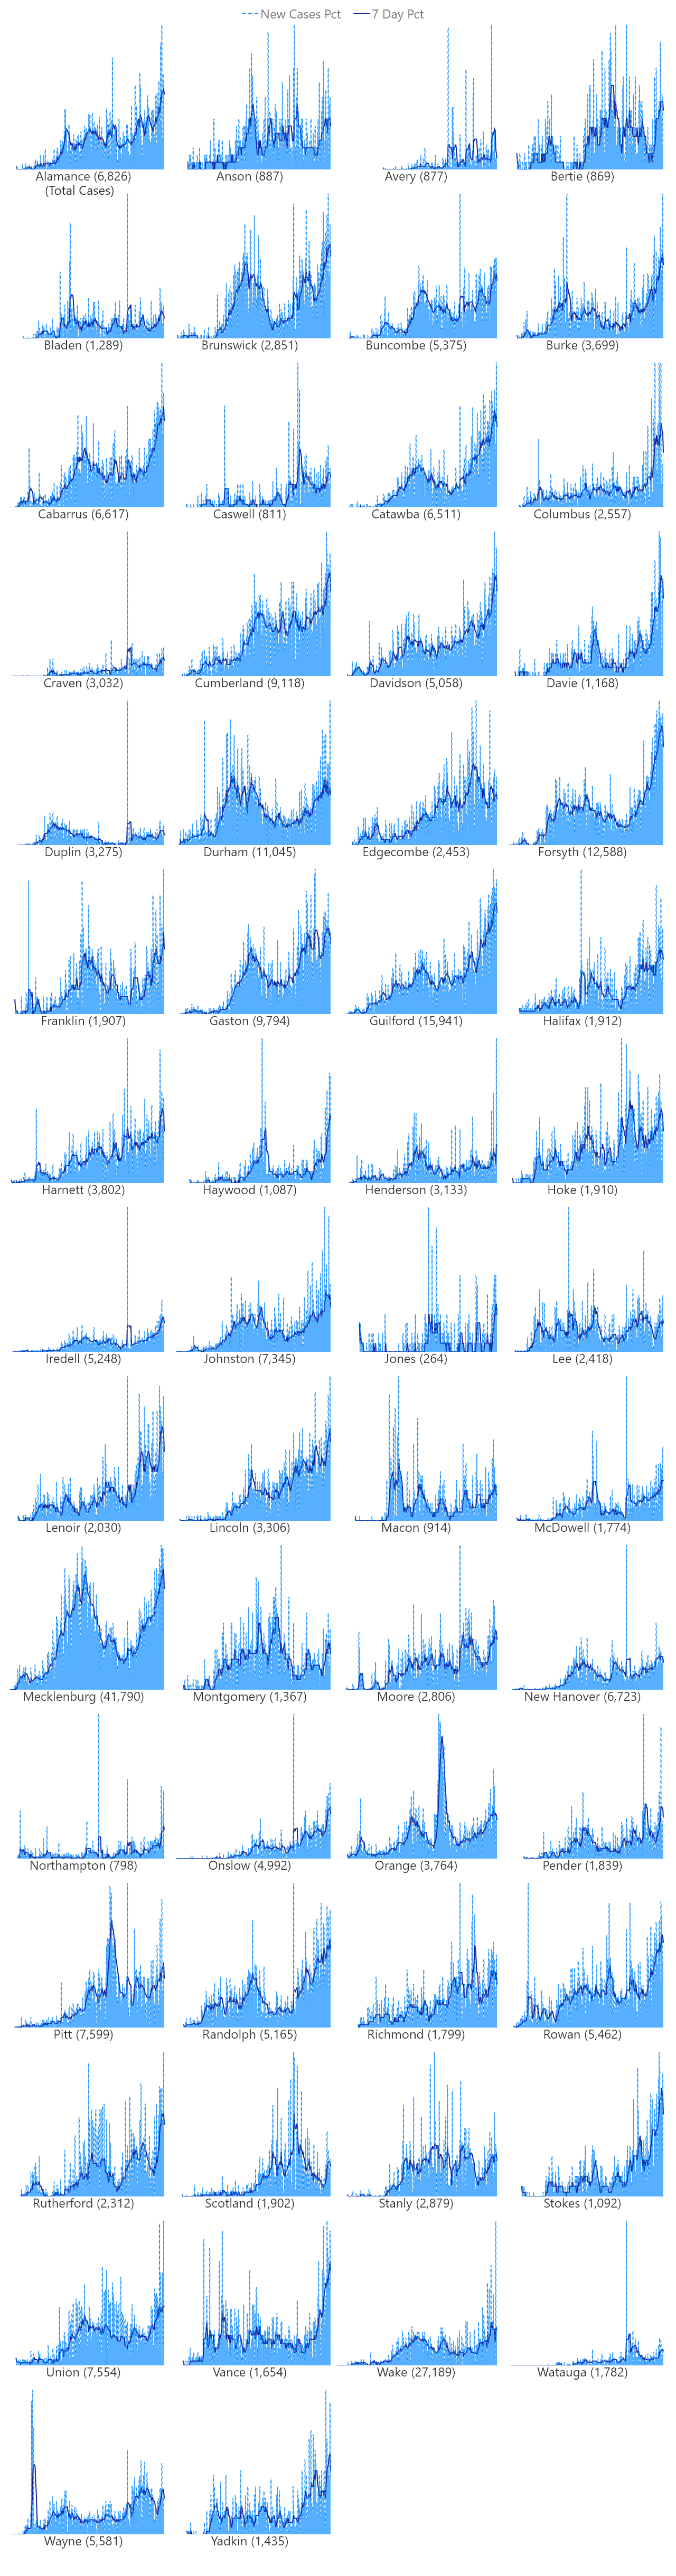 New Cases Pct 7 Day Pct
Alamance (6,826) Anson (887) Avery (877) Bertie (869)
(Total Cases)
Bladen (1,289) Brunswick (2,851) Buncombe (5,375) Burke (3,699)
Cabarrus (6,617) Caswell (811) Catawba (6,511) Columbus (2,557)
Craven (3,032) Cumberland (9,118) Davidson (5,058) Davie (1,168)
Duplin (3,275) Durham (11,045) Edgecombe (2,453) Forsyth (12,588)
Franklin (1,907) Gaston (9,794) Guilford (15,941) Halifax (1,912)
Harnett (3,802) Haywood (1,087) Henderson (3,133) Hoke (1,910)
Iredell (5,248) Johnston (7,345) Jones (264) Lee (2,418)
Lenoir (2,030) Lincoln (3,306) Macon (914) McDowell (1,774)
Mecklenburg (41,790) Montgomery (1,367) Moore (2,806) New Hanover (6,723)
Northampton (798) Onslow (4,992) Orange (3,764) Pender (1,839)
Pitt (7,599) Randolph (5,165) Richmond (1,799) Rowan (5,462)
Rutherford (2,312) Scotland (1,902) Stanly (2,879) Stokes (1,092)
Union (7,554) Vance (1,654) Wake (27,189) Watauga (1,782)
Wayne (5,581) Yadkin (1,435)